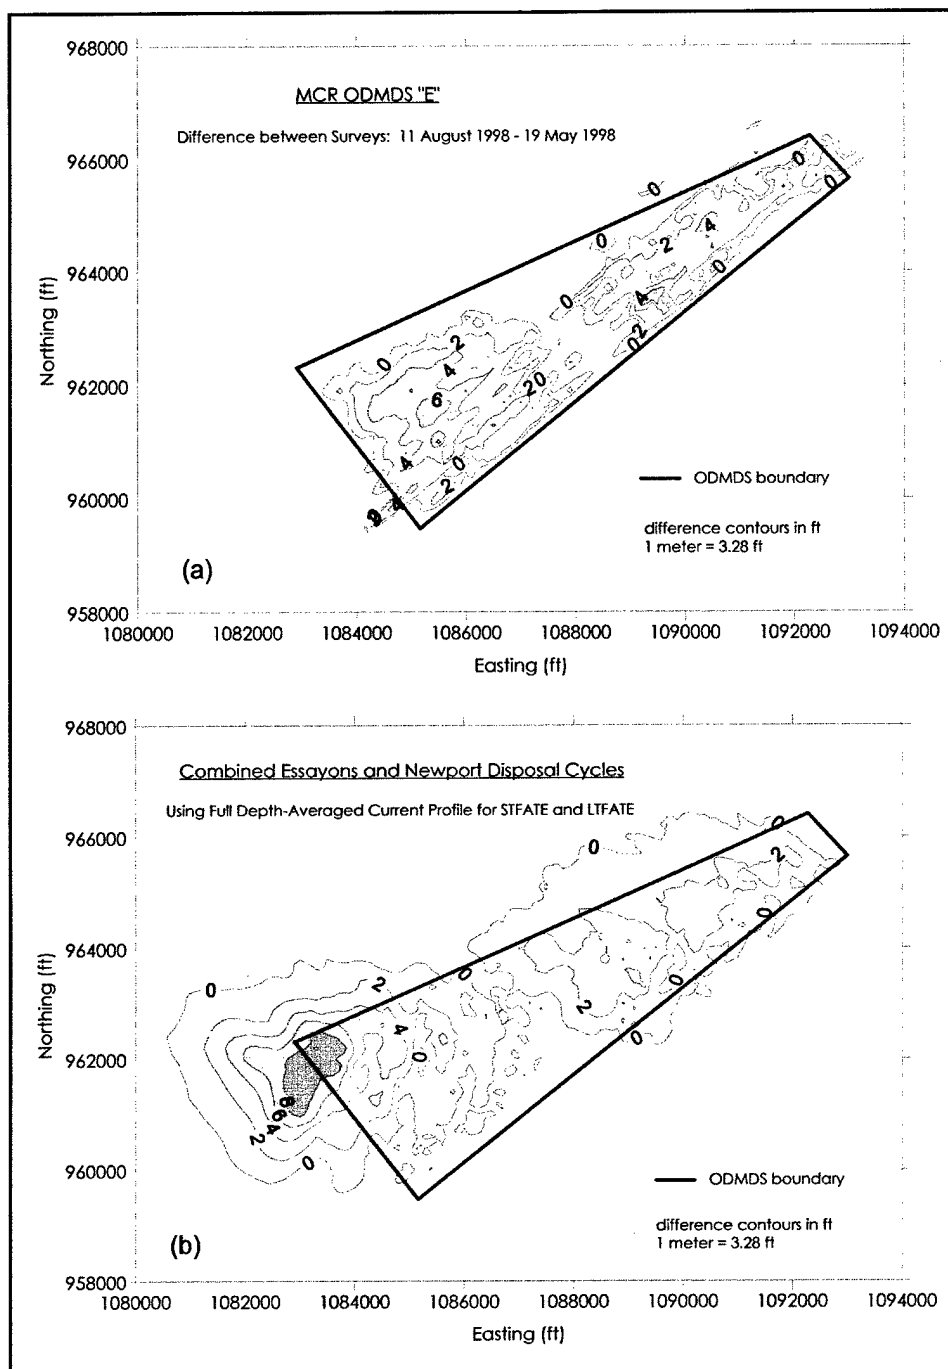 968000
MCR ODMDS "E"
Difference between Surveys: 11 August 1998 - 19 May 1998
966000
0
0
0
0
4
2
964000
0
0
4
Northing (ft)
2
0
2
0
4
962000
20
6
4
0
2
960000
ODMDS boundary
difference contours in ft
1 meter = 3.28 ft
(a)
958000
1080000 1082000 1084000 1086000 1088000 1090000 1092000 1094000
Easting (ft)
968000
Combined Essayons and Newport Disposal Cycles
Using Full Depth-Averaged Current Profile for STFATE and LTFATE
966000
0
0
2
0
964000
0
0
2
0
2
Northing (ft)
4
0
0
962000
8
6
4
2
0
960000
ODMDS boundary
difference contours in ft
1 meter = 3.28 ft
(b)
958000
1080000 1082000 1084000 1086000 1088000 1090000 1092000 1094000
Easting (ft)